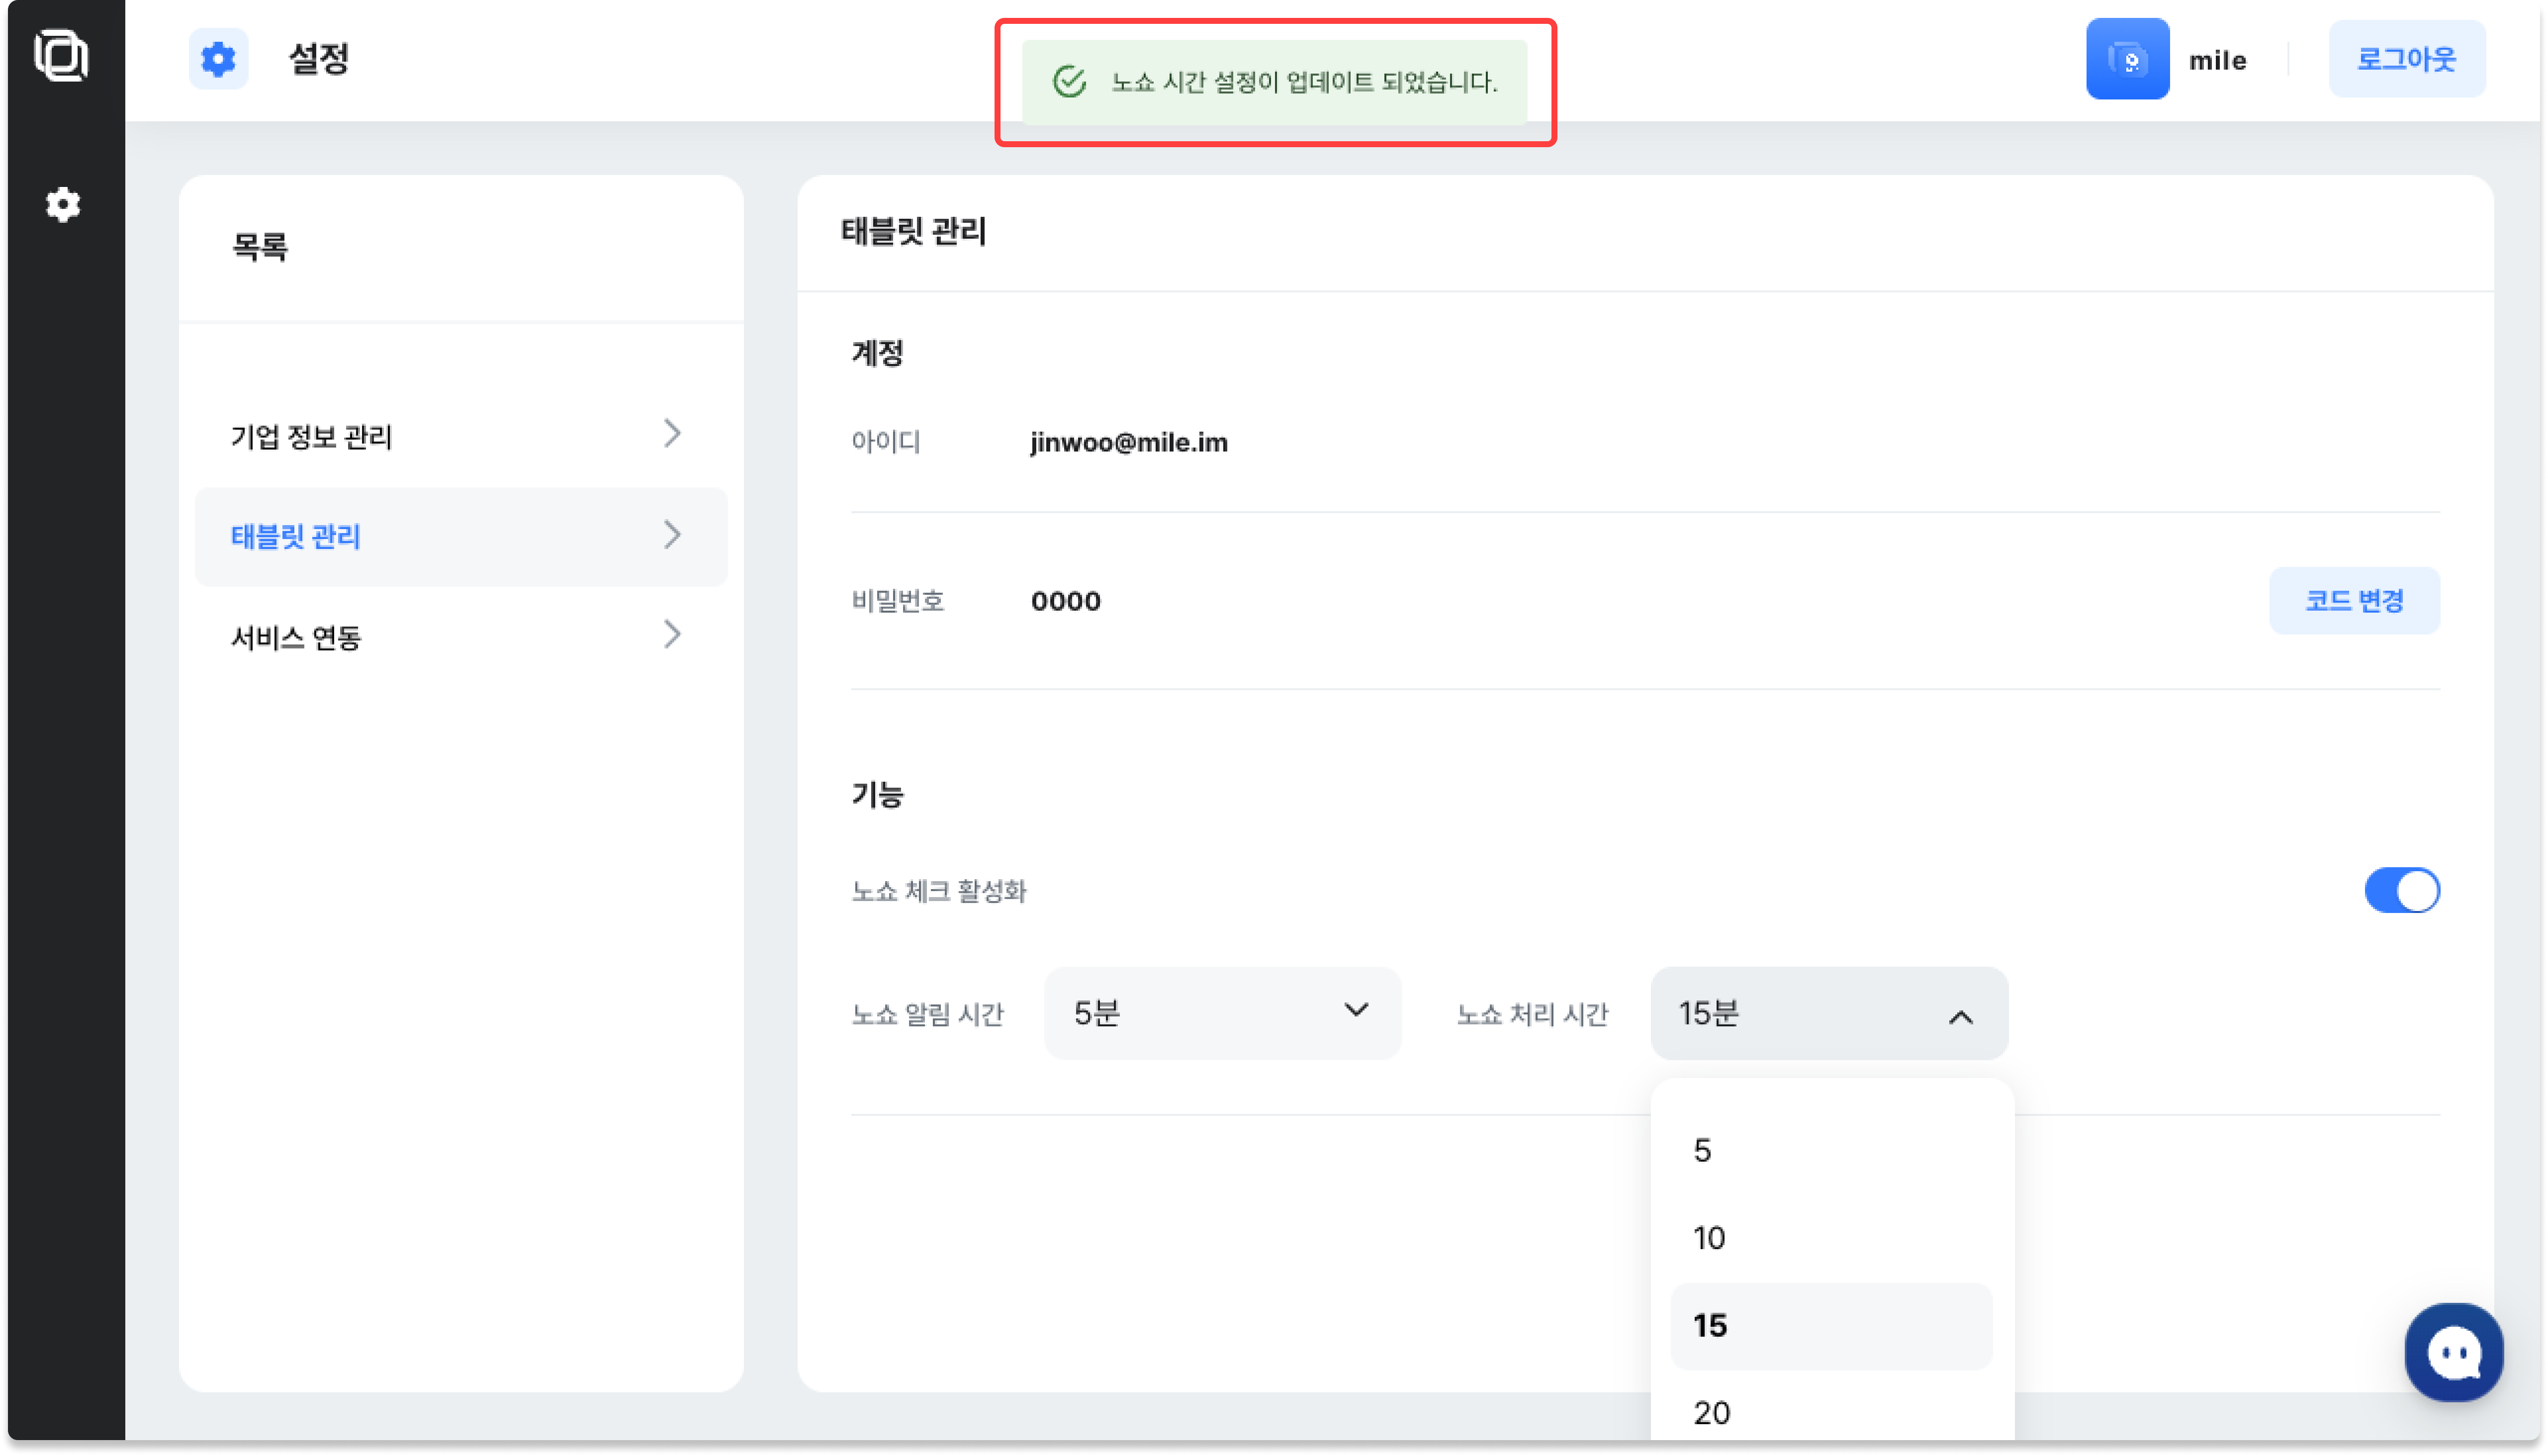 설정
노쇼 시간 설정이 업데이트 되었습니다.
mile
로그아웃
목록
기업 정보 관리
태블릿 관리
서비스 연동
태블릿 관리
계정
아이디 jinwoo@mile.im
비밀번호 0000 코드 변경
기능
노쇼 체크 활성화
노쇼 알림 시간 5분 노쇼 처리 시간 15분
5
10
15
20